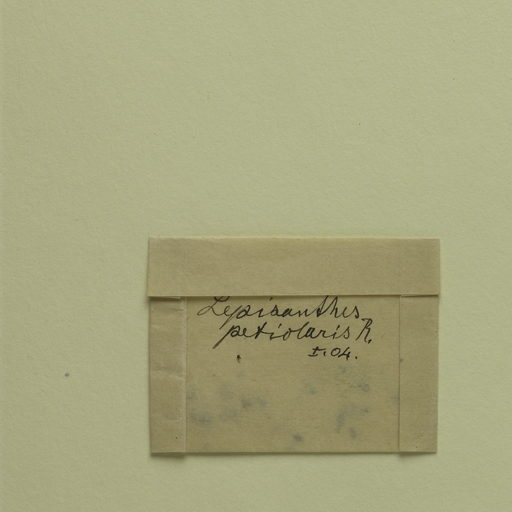 Lepisanthes
petiolaris R.
I.04.